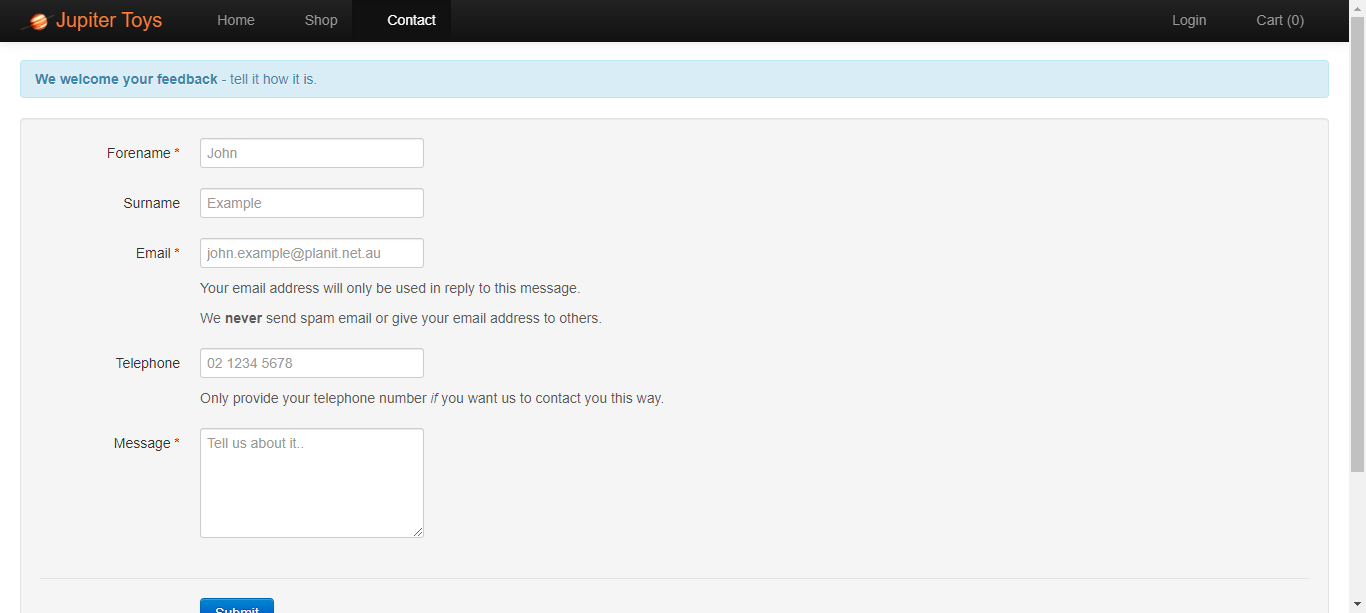 Jupiter Toys Home Shop Contact Login Cart (0)
We welcome your feedback - tell it how it is.
Forename * John
Surname Example
Email * john.example@planit.net.au
Your email address will only be used in reply to this message.
We never send spam email or give your email address to others.
Telephone 02 1234 5678
Only provide your telephone number if you want us to contact you this way.
Message * Tell us about it..
Submit